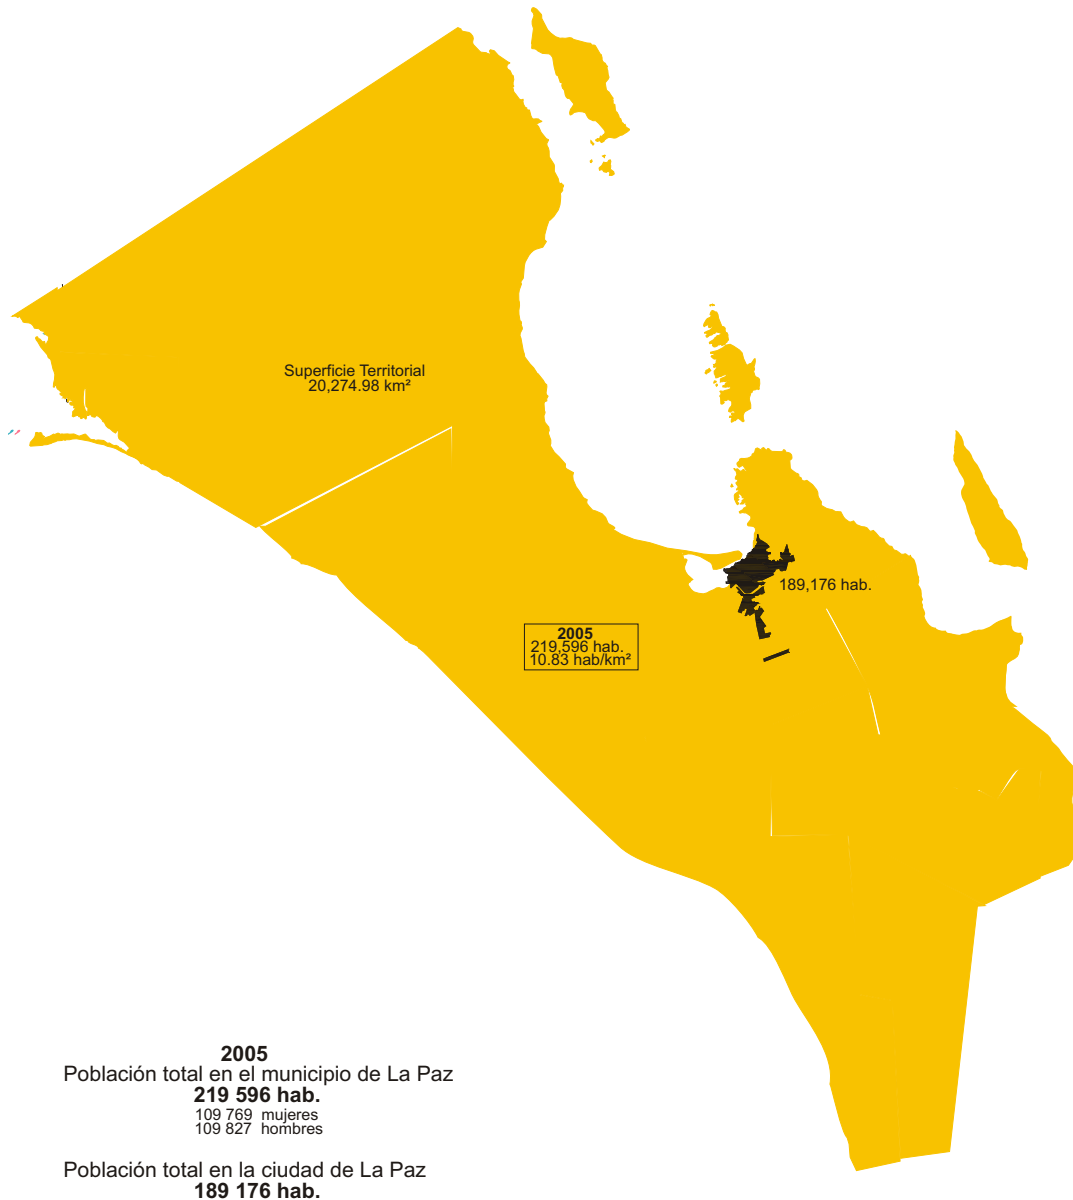 Superficie Territorial
20,274.98 km²
189,176 hab.
2005
219,596 hab.
10.83 hab/km²
2005
Población total en el municipio de La Paz
219 596 hab.
109 769 mujeres
109 827 hombres
Población total en la ciudad de La Paz
189 176 hab.